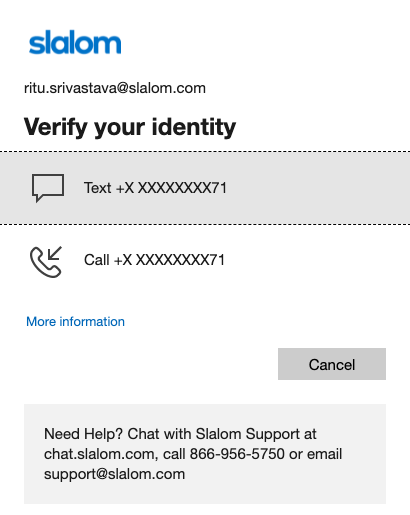 slalom
ritu.srivastava@slalom.com
Verify your identity
Text +X XXXXXXXX71
Call +X XXXXXXXX71
More information
Cancel
Need Help? Chat with Slalom Support at
chat.slalom.com, call 866-956-5750 or email
support@slalom.com